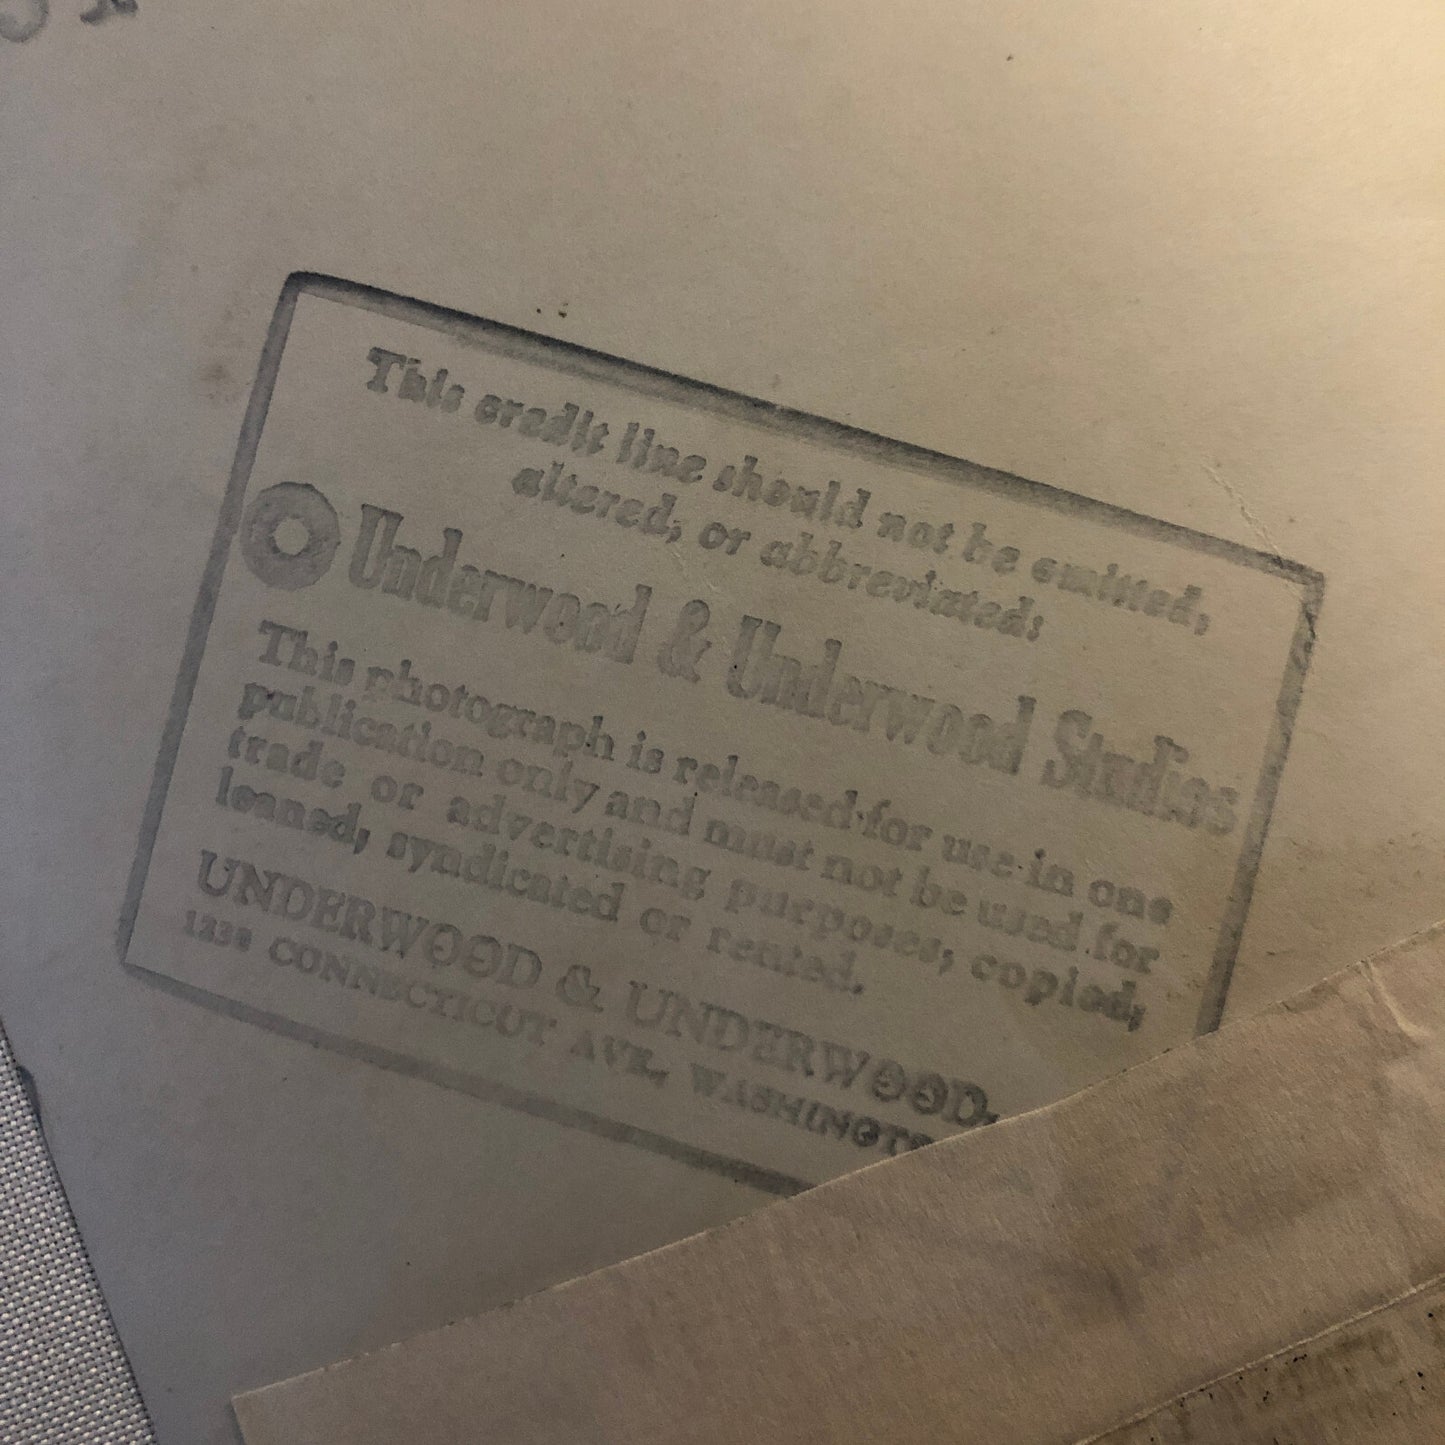 This credit line should not be omitted,
altered, or abbreviated:
Underwood & Underwood Studios
This photograph is released for use in one
publication only and must not be used for
trade or advertising purposes, copied,
loaned, syndicated or rented.
UNDERWOOD & UNDERWOOD,
CONNECTICUT AVE., WASHINGTO